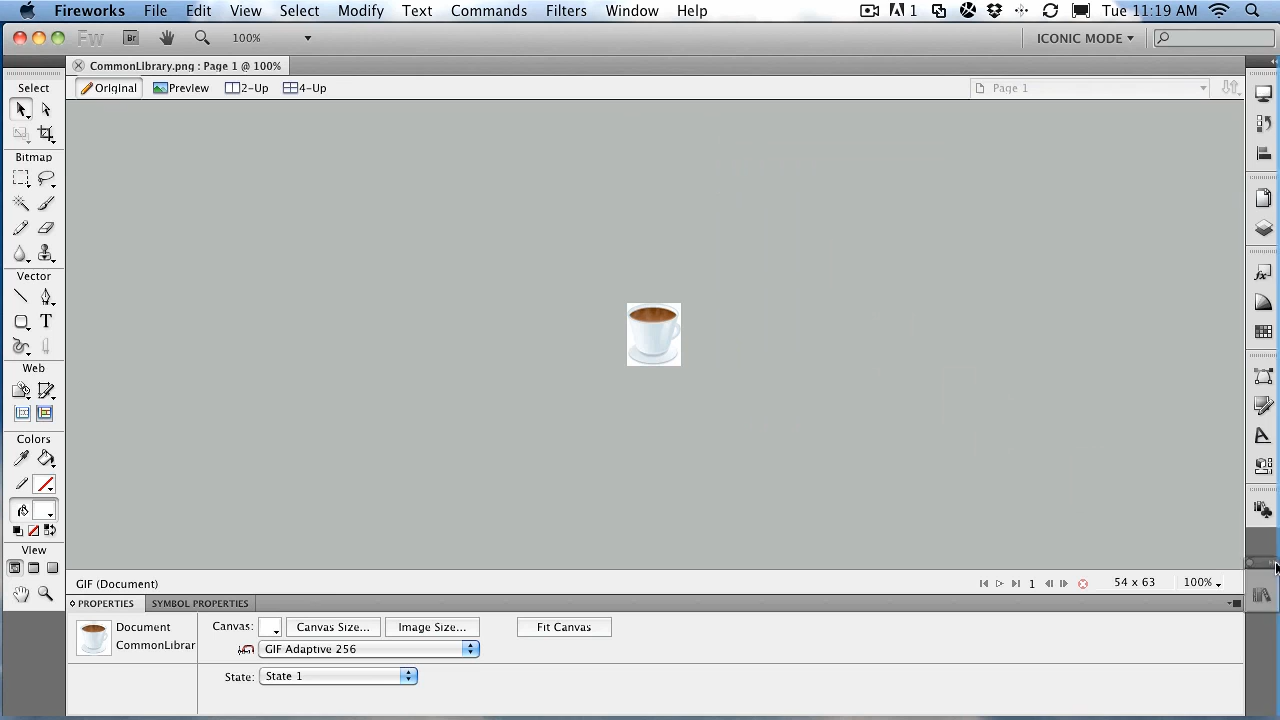 Fireworks File Edit View Select Modify Text Commands Filters Window Help 1 Tue 11:19 AM
Fw Br 100% ICONIC MODE
CommonLibrary.png : Page 1 @ 100%
Select Original Preview 2-Up 4-Up Page 1
Bitmap
Vector
T
Web
Colors
View
GIF (Document) 1 54 x 63 100%
PROPERTIES SYMBOL PROPERTIES
Document Canvas: Canvas Size... Image Size... Fit Canvas
CommonLibrar GIF Adaptive 256
State: State 1